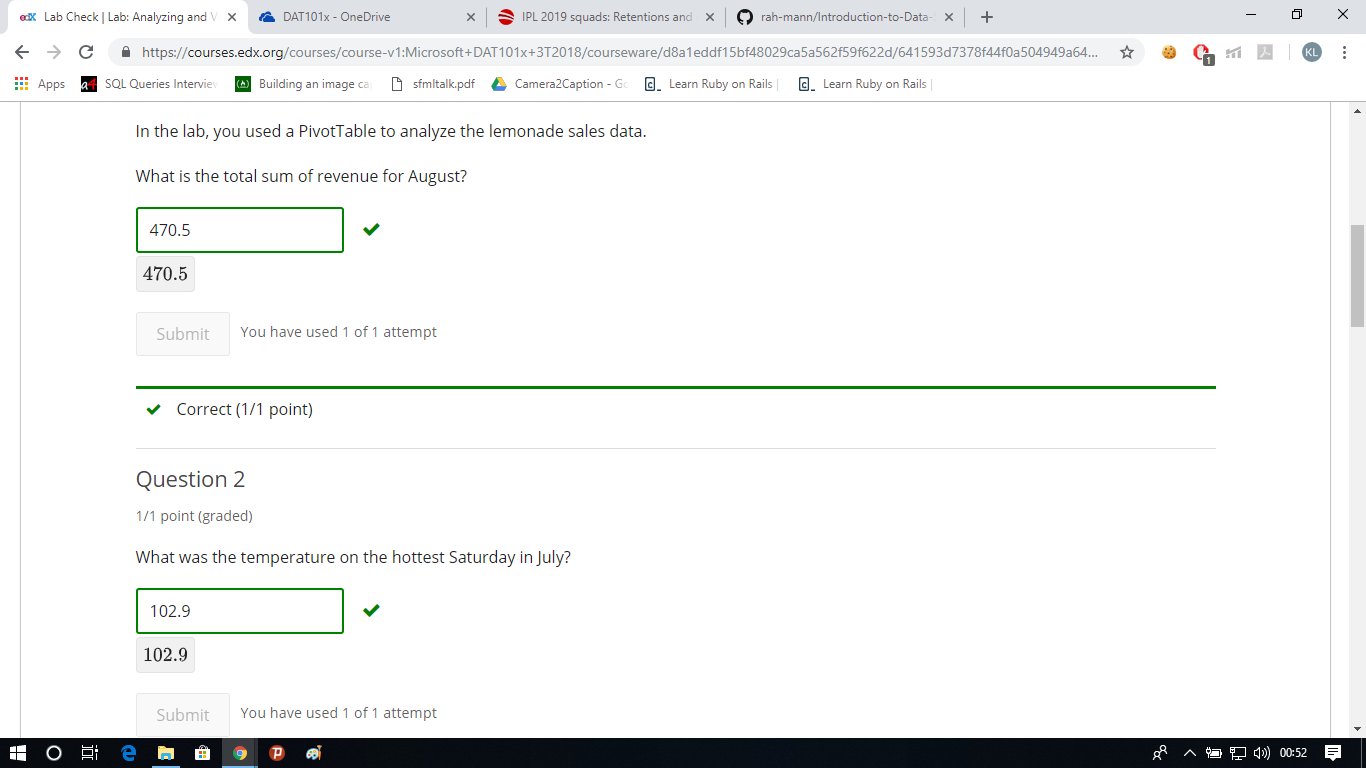 edX Lab Check | Lab: Analyzing and V
DAT101x - OneDrive
IPL 2019 squads: Retentions and
rah-mann/Introduction-to-Data-
https://courses.edx.org/courses/course-v1:Microsoft+DAT101x+3T2018/courseware/d8a1eddf15bf48029ca5a562f59f622d/641593d7378f44f0a504949a64...
1
KL
Apps
a4 SQL Queries Interview
Building an image ca
sfmltalk.pdf
Camera2Caption - Go
C_ Learn Ruby on Rails |
C_ Learn Ruby on Rails |
In the lab, you used a PivotTable to analyze the lemonade sales data.
What is the total sum of revenue for August?
470.5
470.5
Submit You have used 1 of 1 attempt
Correct (1/1 point)
Question 2
1/1 point (graded)
What was the temperature on the hottest Saturday in July?
102.9
102.9
Submit You have used 1 of 1 attempt
00:52